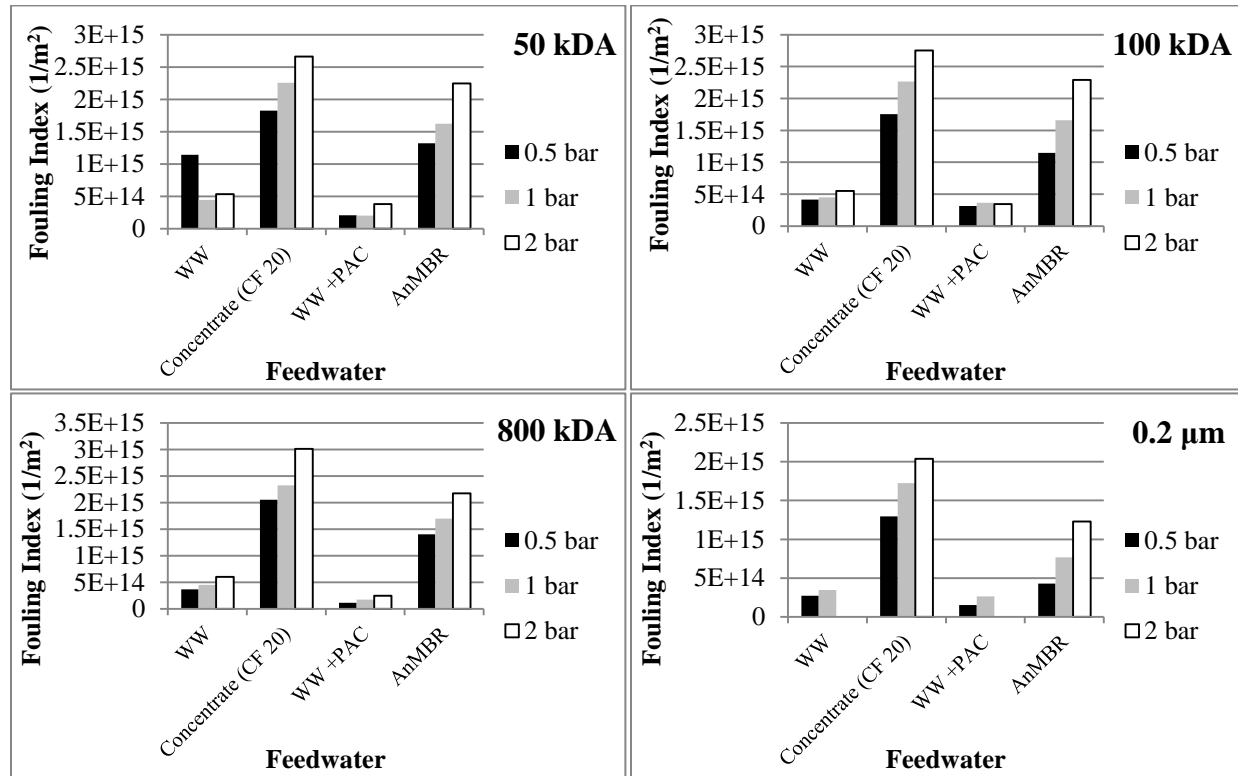 50 kDA
Fouling Index (1/m²)
3E+15
2.5E+15
2E+15
1.5E+15
1E+15
5E+14
0
WW
Concentrate (CF 20)
WW +PAC
AnMBR
Feedwater
0.5 bar
1 bar
2 bar
100 kDA
Fouling Index (1/m²)
3E+15
2.5E+15
2E+15
1.5E+15
1E+15
5E+14
0
WW
Concentrate (CF 20)
WW +PAC
AnMBR
Feedwater
0.5 bar
1 bar
2 bar
800 kDA
Fouling Index (1/m²)
3.5E+15
3E+15
2.5E+15
2E+15
1.5E+15
1E+15
5E+14
0
WW
Concentrate (CF 20)
WW +PAC
AnMBR
Feedwater
0.5 bar
1 bar
2 bar
0.2 µm
Fouling Index (1/m²)
2.5E+15
2E+15
1.5E+15
1E+15
5E+14
0
WW
Concentrate (CF 20)
WW +PAC
AnMBR
Feedwater
0.5 bar
1 bar
2 bar